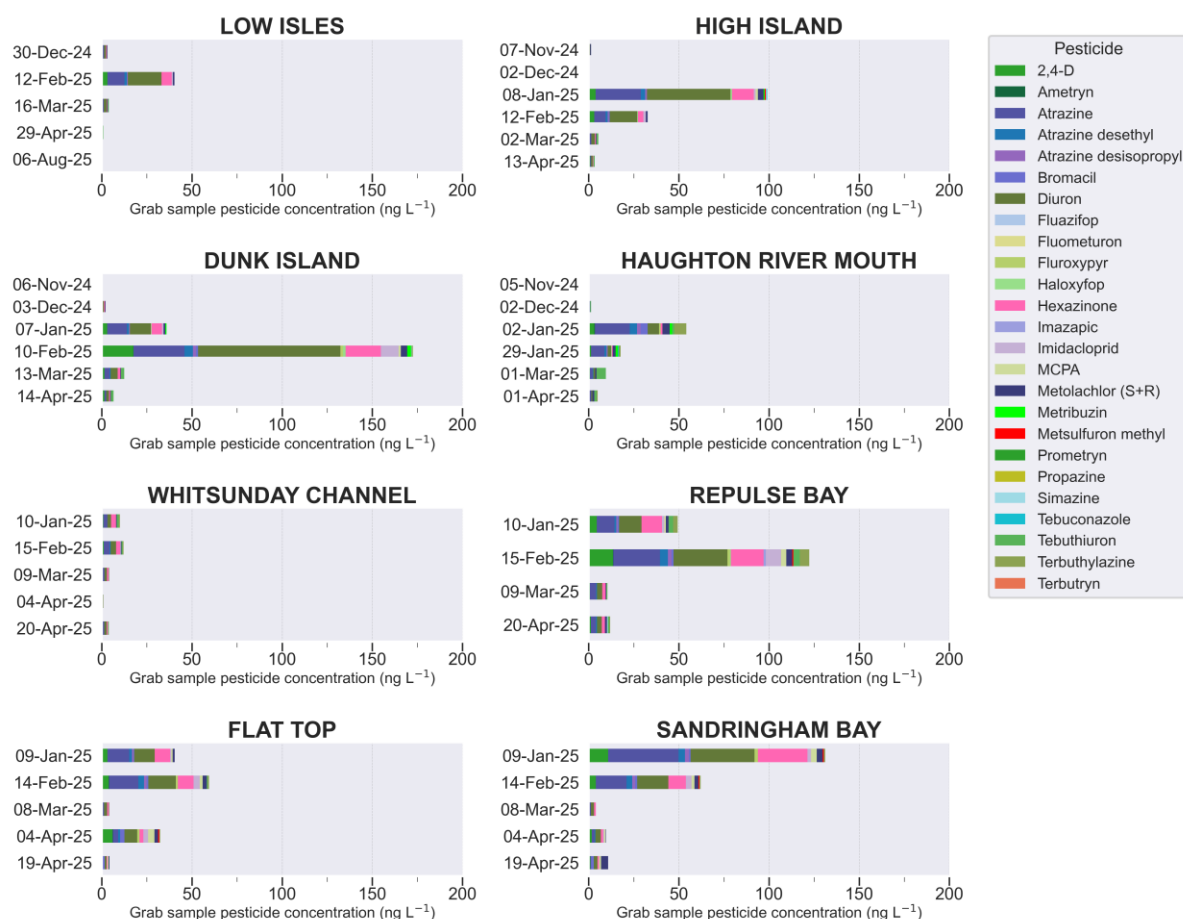 LOW ISLES
30-Dec-24
12-Feb-25
16-Mar-25
29-Apr-25
06-Aug-25
0 50 100 150 200
Grab sample pesticide concentration (ng L⁻¹)
HIGH ISLAND
07-Nov-24
02-Dec-24
08-Jan-25
12-Feb-25
02-Mar-25
13-Apr-25
0 50 100 150 200
Grab sample pesticide concentration (ng L⁻¹)
DUNK ISLAND
06-Nov-24
03-Dec-24
07-Jan-25
10-Feb-25
13-Mar-25
14-Apr-25
0 50 100 150 200
Grab sample pesticide concentration (ng L⁻¹)
HAUGHTON RIVER MOUTH
05-Nov-24
02-Dec-24
02-Jan-25
29-Jan-25
01-Mar-25
01-Apr-25
0 50 100 150 200
Grab sample pesticide concentration (ng L⁻¹)
WHITSUNDAY CHANNEL
10-Jan-25
15-Feb-25
09-Mar-25
04-Apr-25
20-Apr-25
0 50 100 150 200
Grab sample pesticide concentration (ng L⁻¹)
REPULSE BAY
10-Jan-25
15-Feb-25
09-Mar-25
20-Apr-25
0 50 100 150 200
Grab sample pesticide concentration (ng L⁻¹)
FLAT TOP
09-Jan-25
14-Feb-25
08-Mar-25
04-Apr-25
19-Apr-25
0 50 100 150 200
Grab sample pesticide concentration (ng L⁻¹)
SANDRINGHAM BAY
09-Jan-25
14-Feb-25
08-Mar-25
04-Apr-25
19-Apr-25
0 50 100 150 200
Grab sample pesticide concentration (ng L⁻¹)
Pesticide
2,4-D
Ametryn
Atrazine
Atrazine desethyl
Atrazine desisopropyl
Bromacil
Diuron
Fluazifop
Fluometuron
Fluroxypyr
Haloxyfop
Hexazinone
Imazapic
Imidacloprid
MCPA
Metolachlor (S+R)
Metribuzin
Metsulfuron methyl
Prometryn
Propazine
Simazine
Tebuconazole
Tebuthiuron
Terbuthylazine
Terbutryn